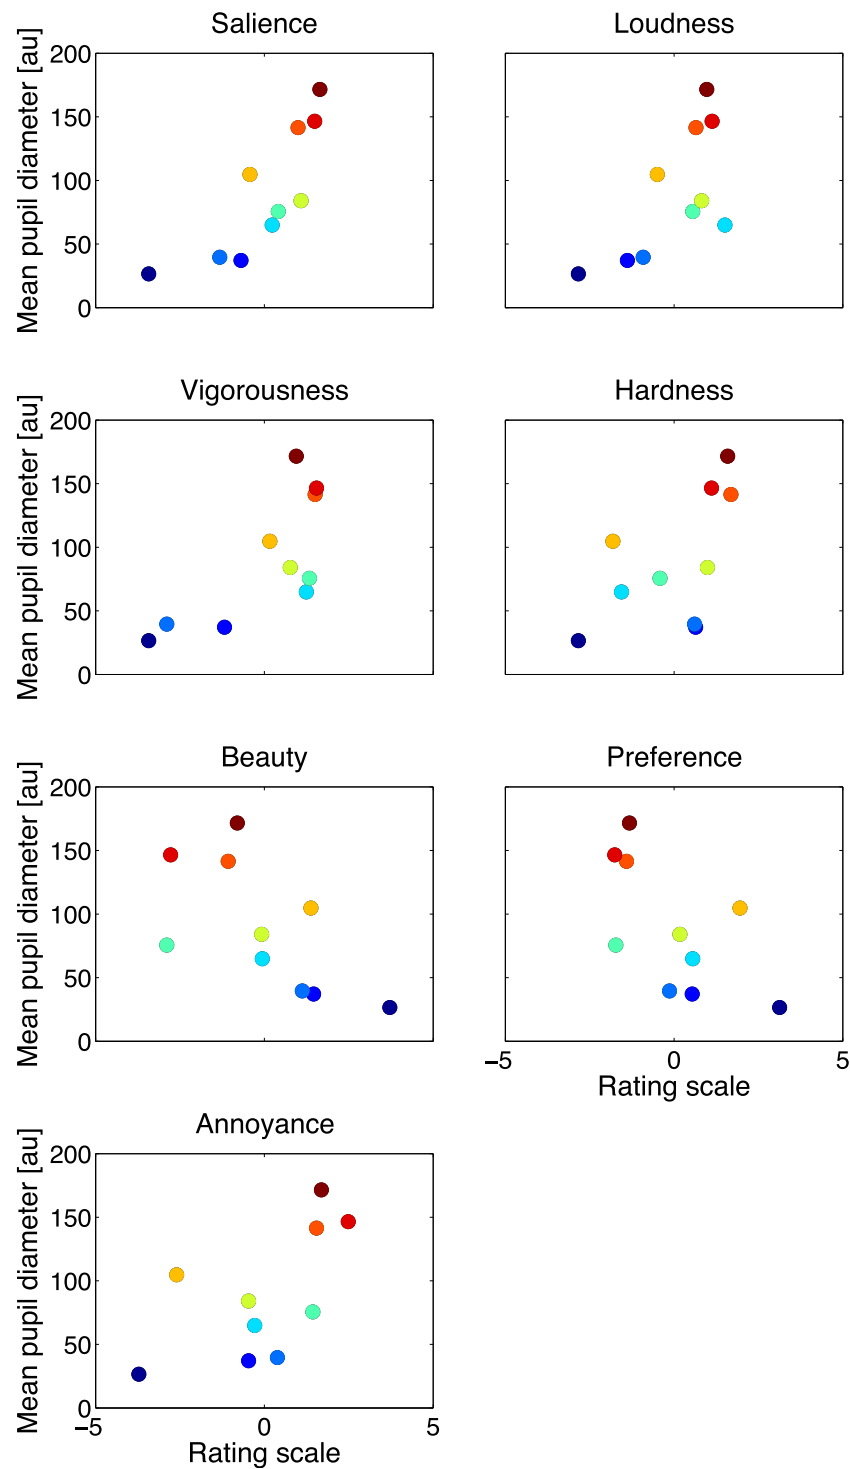 Salience
Loudness
Mean pupil diameter [au]
200
150
100
50
0
Vigorousness
Hardness
Mean pupil diameter [au]
200
150
100
50
0
Beauty
Preference
Mean pupil diameter [au]
200
150
100
50
0
−5 0 5
Rating scale
Annoyance
Mean pupil diameter [au]
200
150
100
50
0
−5 0 5
Rating scale